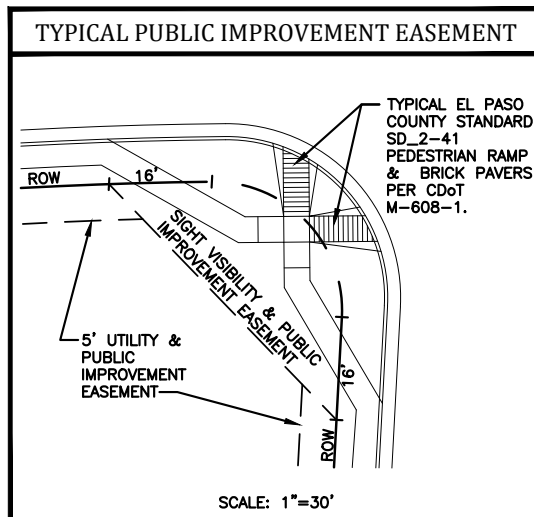 TYPICAL PUBLIC IMPROVEMENT EASEMENT
TYPICAL EL PASO
COUNTY STANDARD
SD_2-41
PEDESTRIAN RAMP
& BRICK PAVERS
PER CDoT
M-608-1.
ROW
16'
SIGHT VISIBILITY & PUBLIC
IMPROVEMENT EASEMENT
5' UTILITY &
PUBLIC
IMPROVEMENT
EASEMENT
16'
ROW
SCALE: 1"=30'